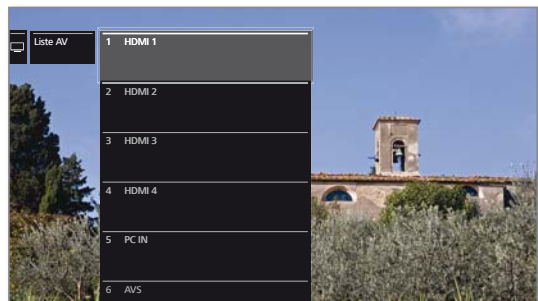 Liste AV
1 HDMI 1
2 HDMI 2
3 HDMI 3
4 HDMI 4
5 PC IN
6 AVS